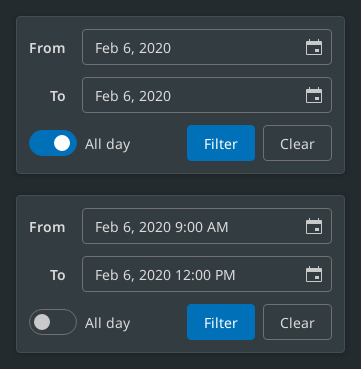 From Feb 6, 2020
To Feb 6, 2020
All day Filter Clear
From Feb 6, 2020 9:00 AM
To Feb 6, 2020 12:00 PM
All day Filter Clear